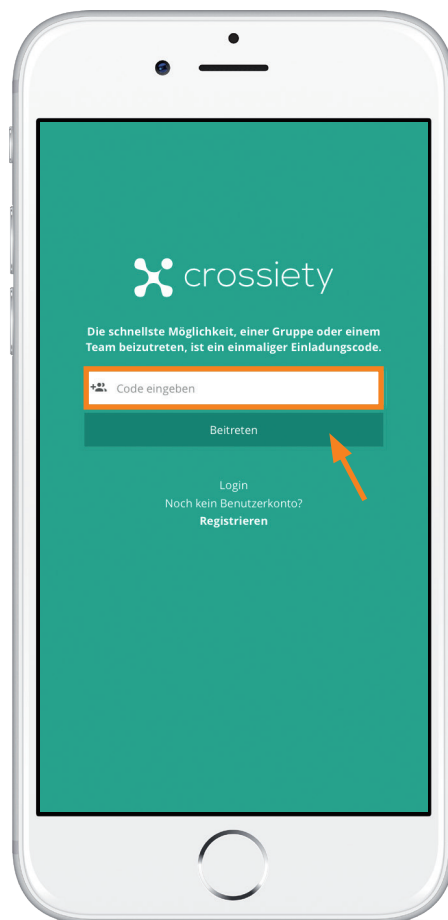 crossiety
Die schnellste Möglichkeit, einer Gruppe oder einem
Team beizutreten, ist ein einmaliger Einladungscode.
Code eingeben
Beitreten
Login
Noch kein Benutzerkonto?
Registrieren